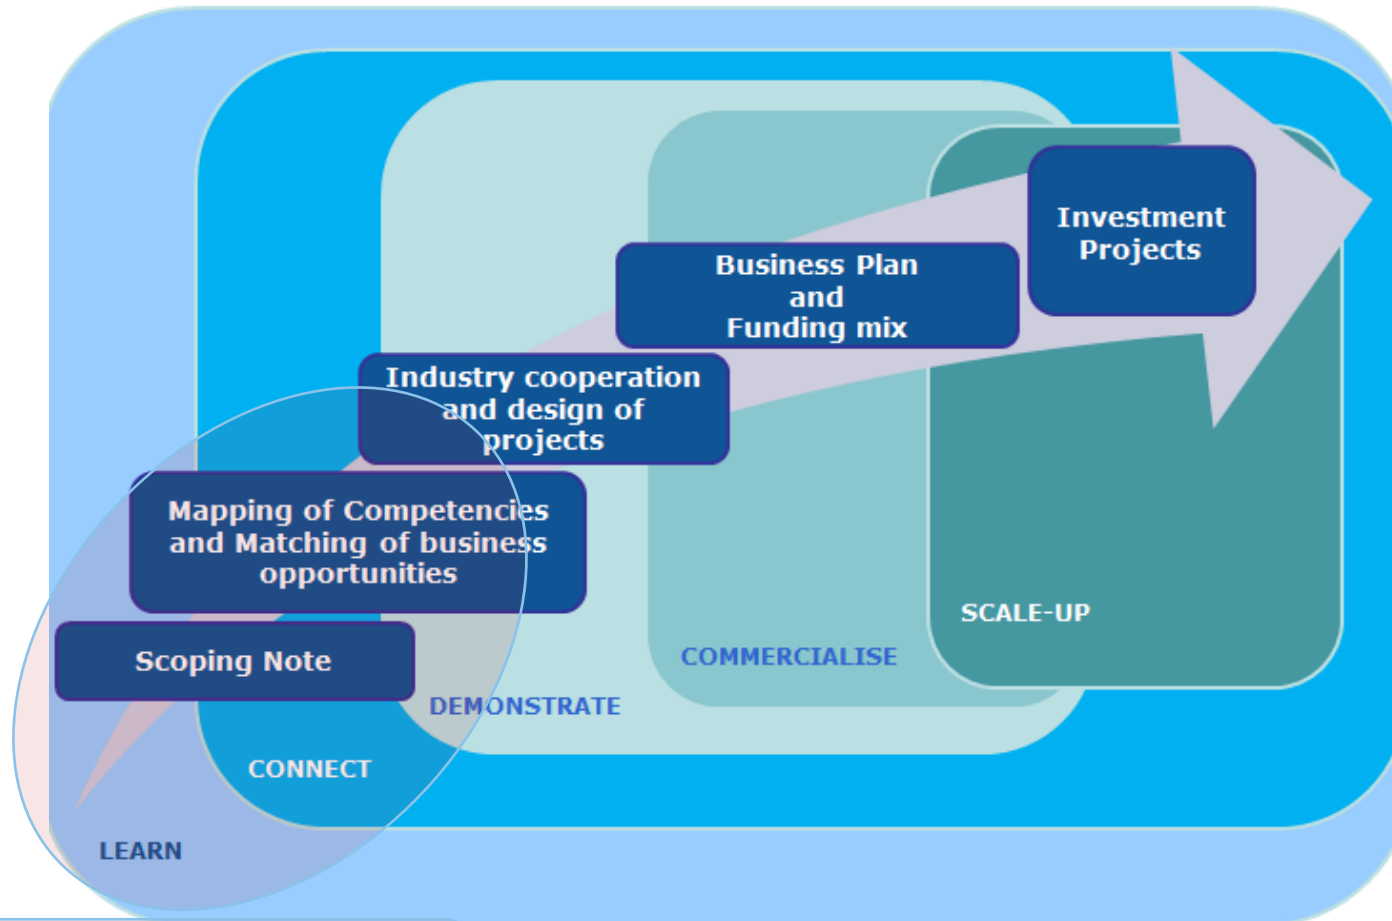 Investment
Projects
Business Plan
and
Funding mix
Industry cooperation
and design of
projects
Mapping of Competencies
and Matching of business
opportunities
Scoping Note
SCALE-UP
COMMERCIALISE
DEMONSTRATE
CONNECT
LEARN